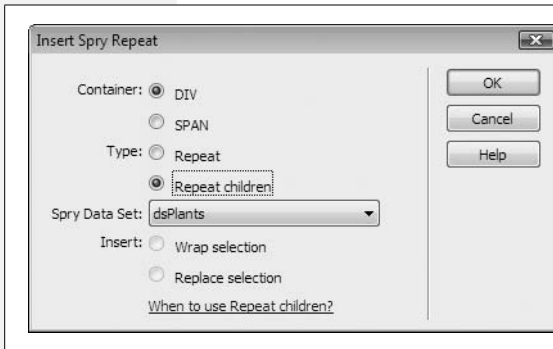 Insert Spry Repeat
Container: DIV
SPAN
Type: Repeat
Repeat children
Spry Data Set: dsPlants
Insert: Wrap selection
Replace selection
When to use Repeat children?
OK
Cancel
Help